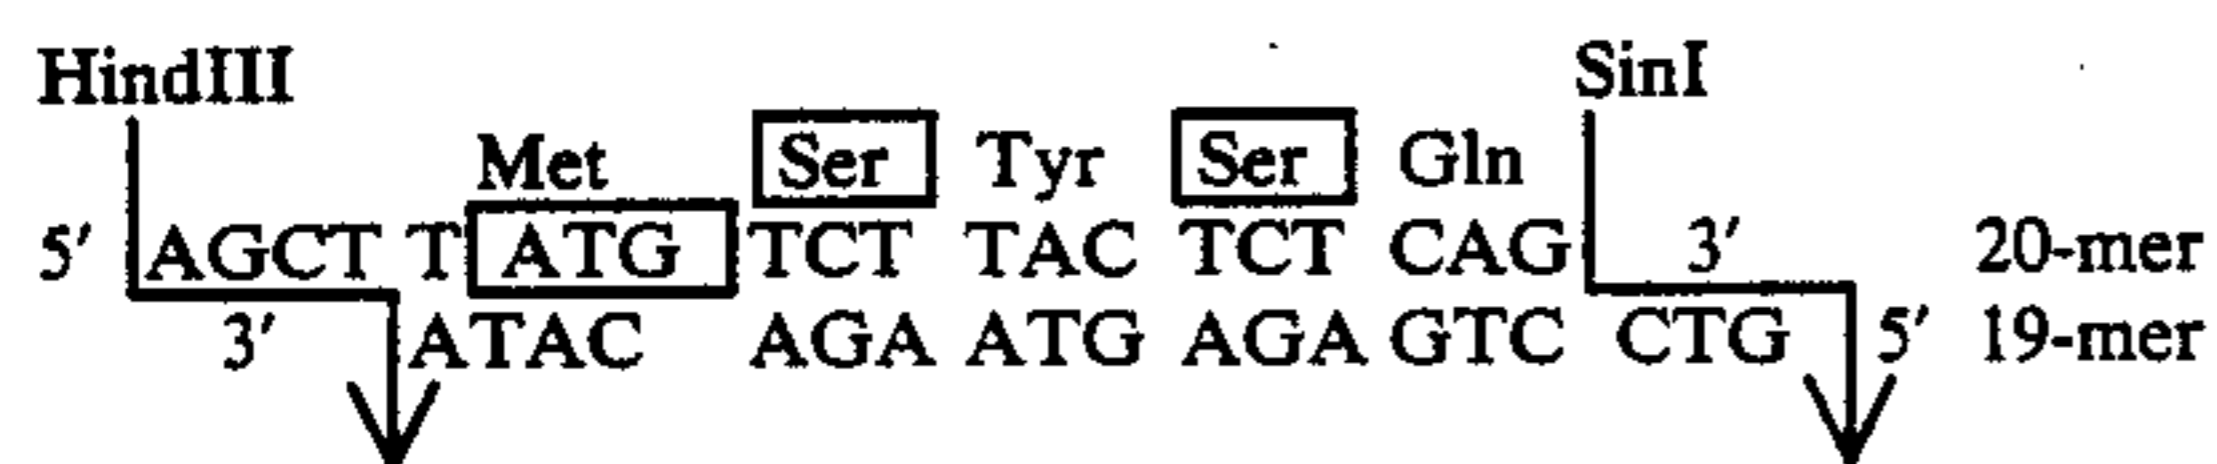 HindIII SinI
Met Ser Tyr Ser Gln
5′ AGCT T ATG TCT TAC TCT CAG 3′ 20-mer
3′ ATAC AGA ATG AGA GTC CTG 5′ 19-mer